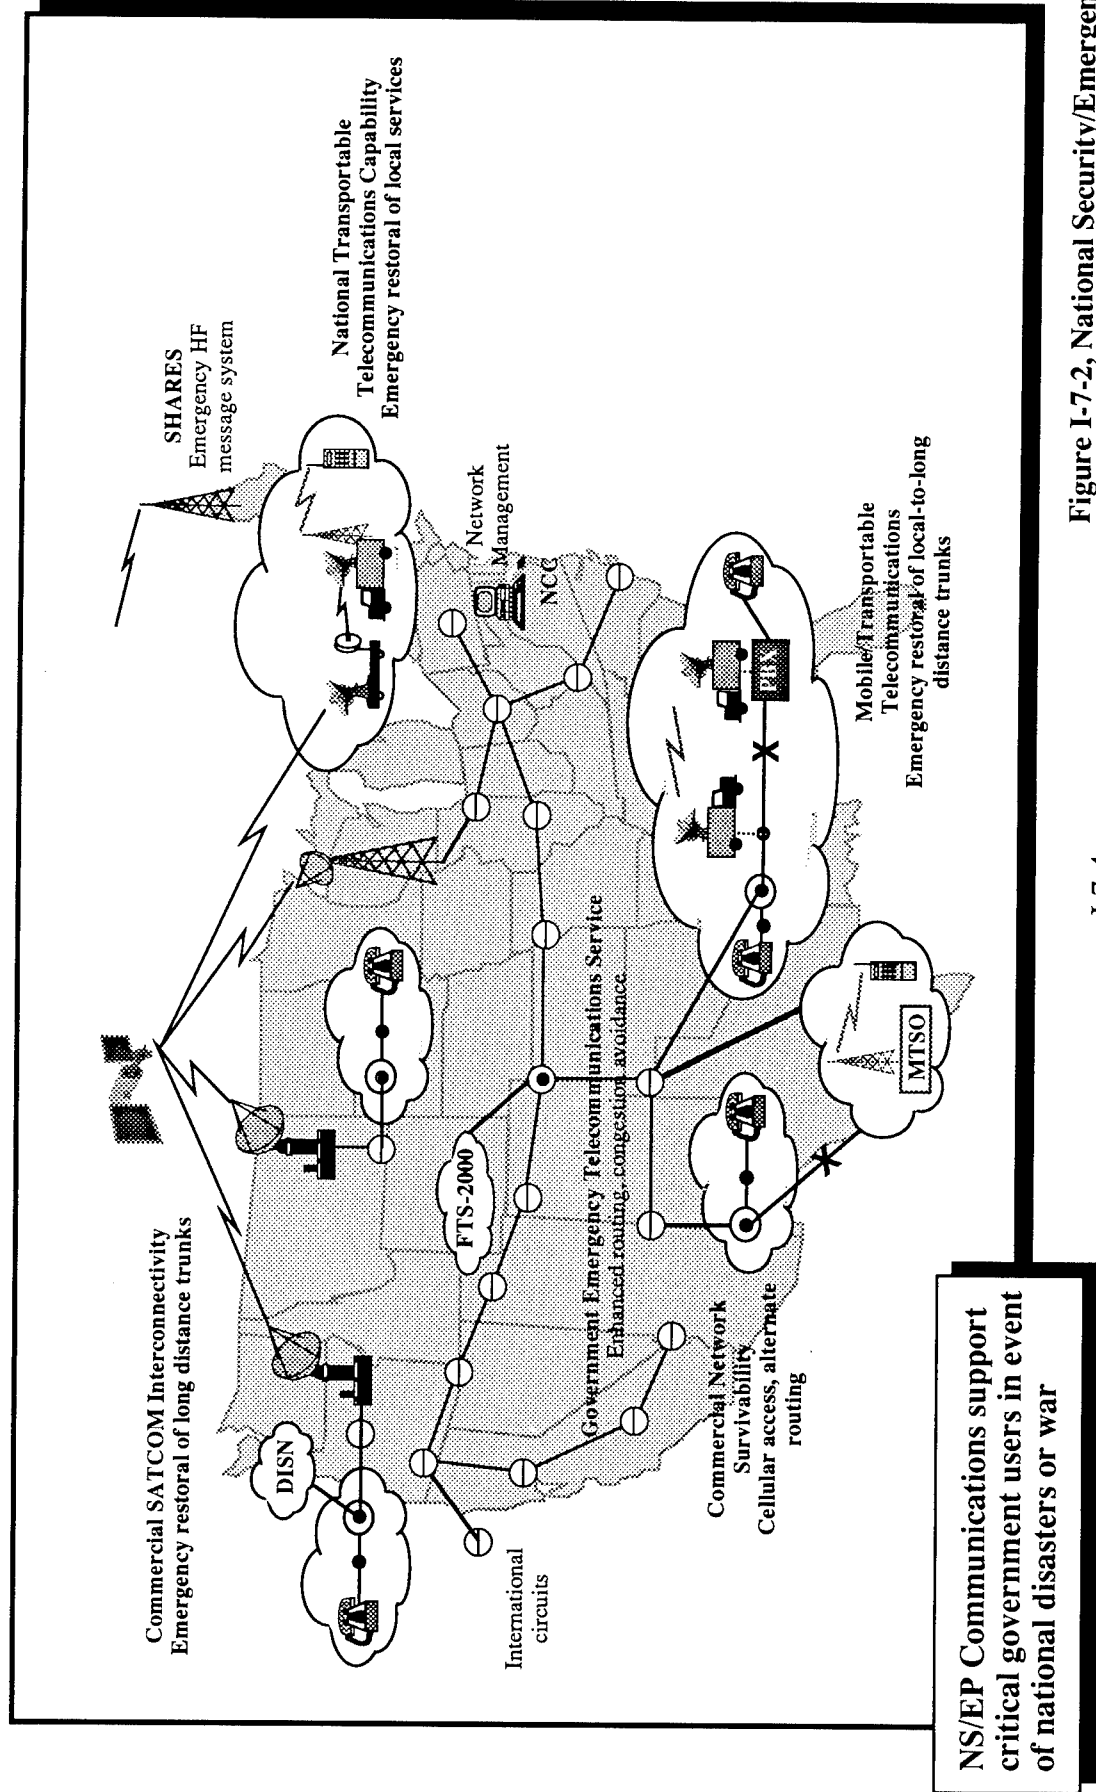 SHARES
Emergency HF
message system
National Transportable
Telecommunications Capability
Emergency restoral of local services
Commercial SATCOM Interconnectivity
Emergency restoral of long distance trunks
DISN
FTS-2000
Network
Management
NCC
International
circuits
Government Emergency Telecommunications Service
Enhanced routing, congestion avoidance
PBX
Commercial Network
Survivability
Cellular access, alternate
routing
MTSO
Mobile/Transportable
Telecommunications
Emergency restoral of local-to-long
distance trunks
NS/EP Communications support
critical government users in event
of national disasters or war
Figure I-7-2, National Security/Emergen